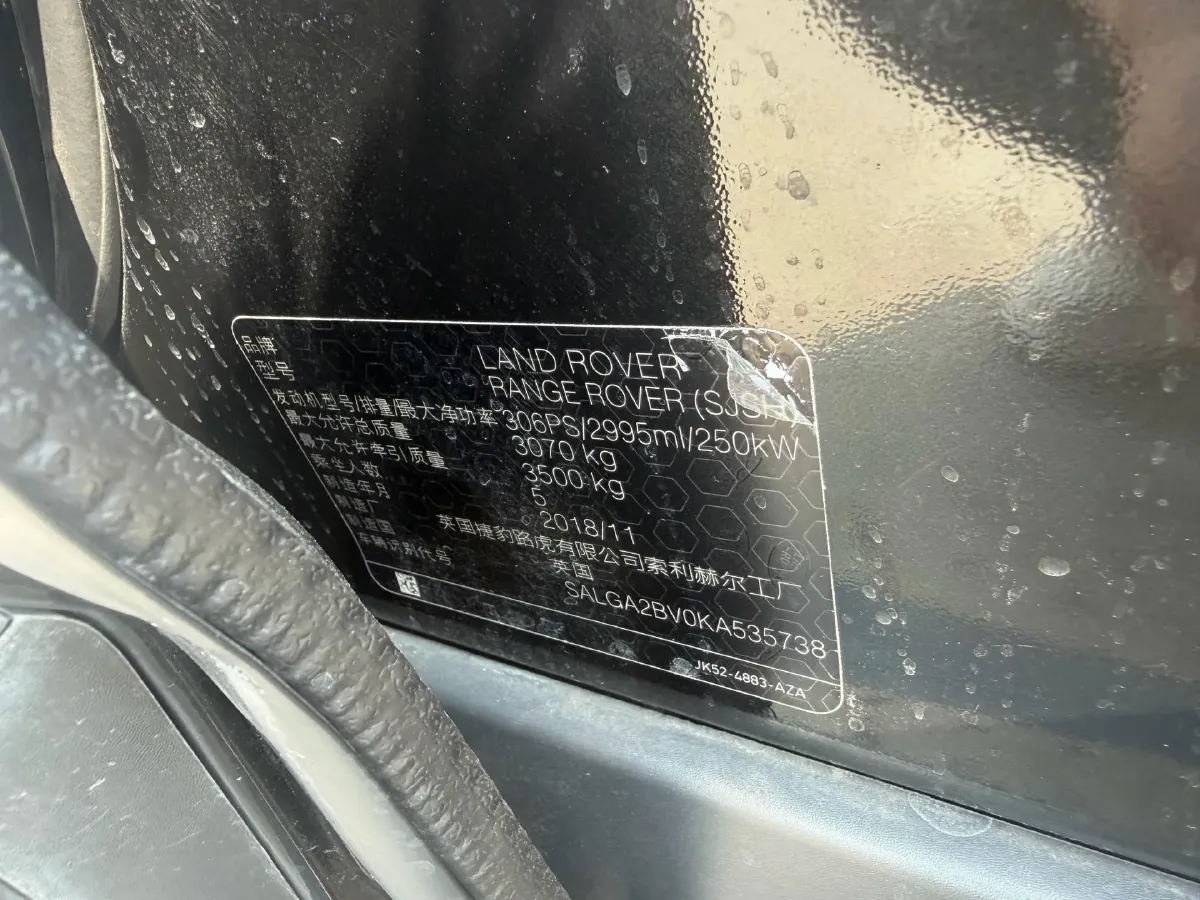 品牌 LAND ROVER
型号 RANGE ROVER (SJSH)
发动机型号/排量/最大净功率 306PS/2995ml/250kW
最大允许总质量 3070 kg
最大允许牵引质量 3500 kg
乘坐人数 5
制造年月 2018/11
制造厂 英国捷豹路虎有限公司索利赫尔工厂
制造国 英国
车辆识别代号 SALGA2BV0KA535738
JK52-4883-AZA